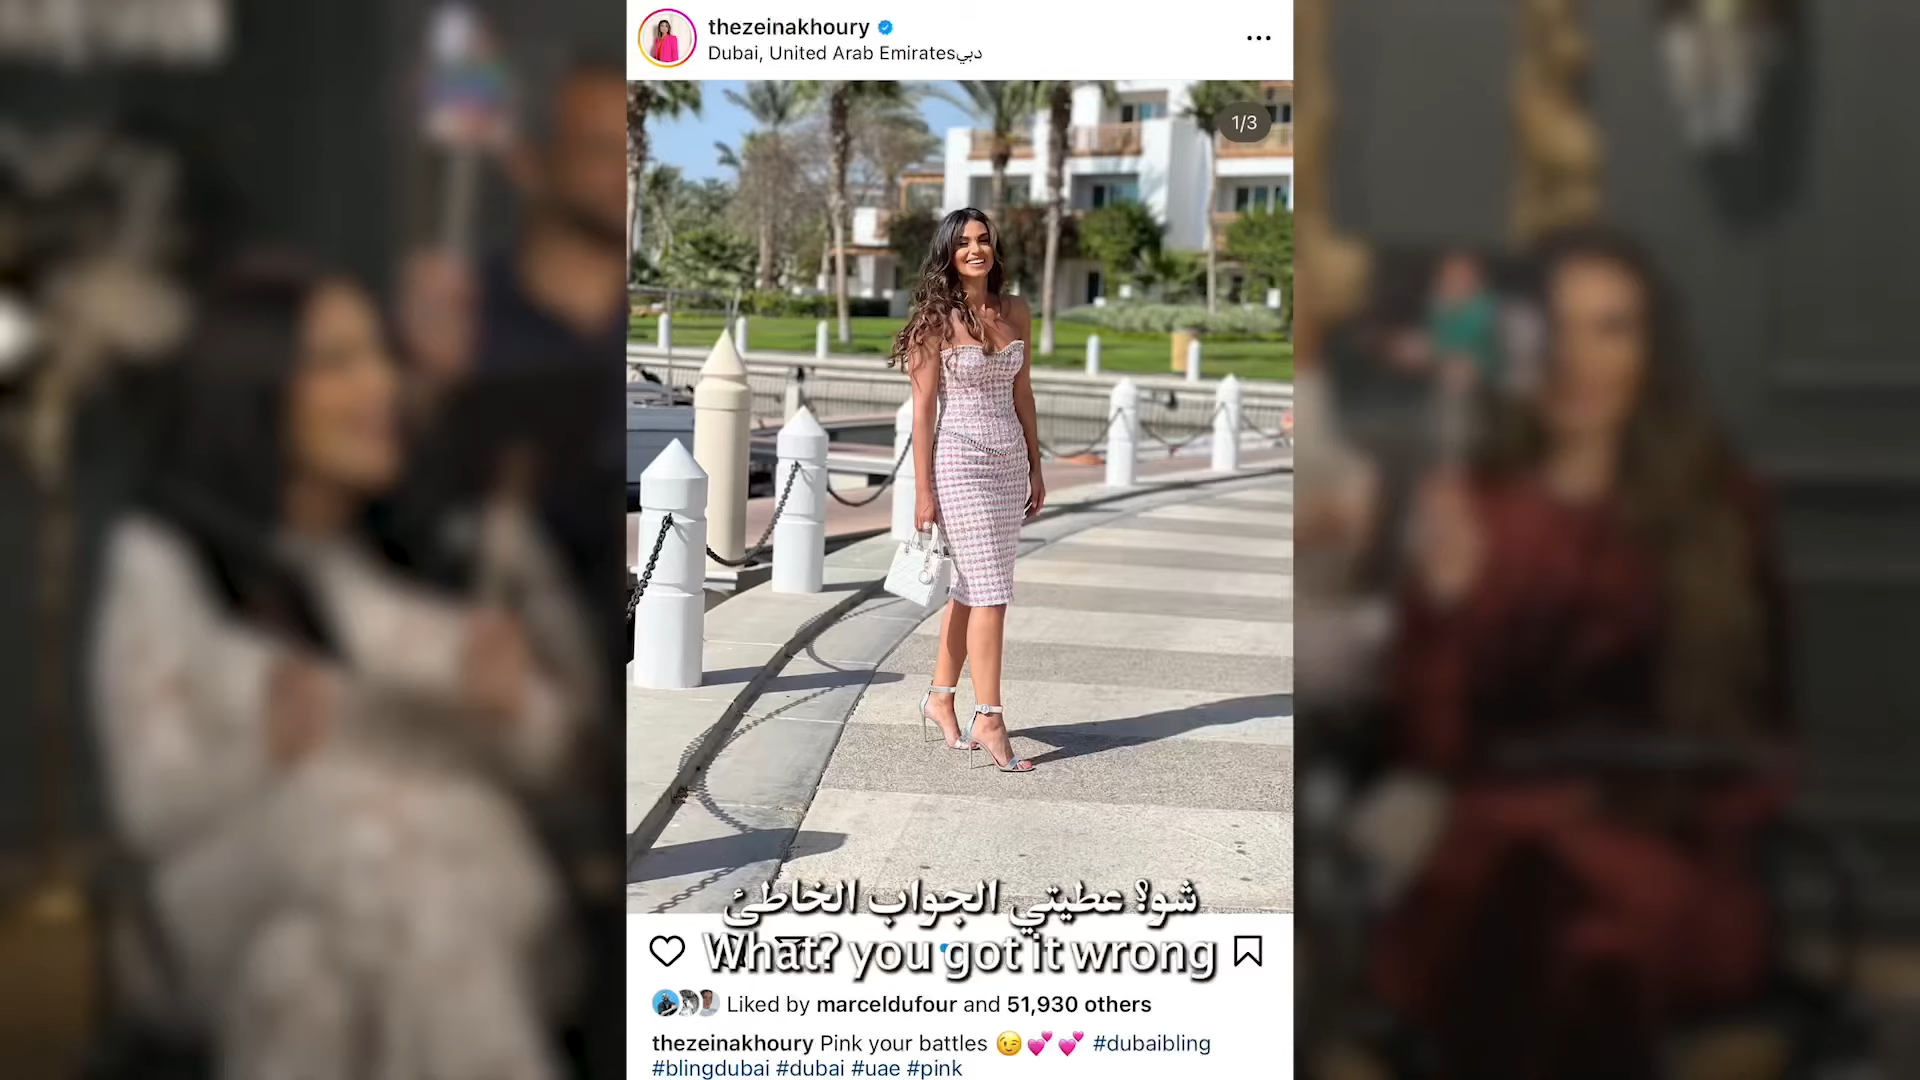 thezeinakhoury
Dubai, United Arab Emiratesدبي
1/3
شو؟ عطيتي الجواب الخاطئ
What? you got it wrong
Liked by marceldufour and 51,930 others
thezeinakhoury Pink your battles 😉💕💕 #dubaibling
#blingdubai #dubai #uae #pink